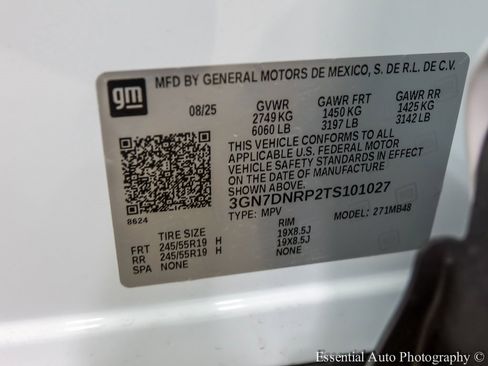 gm
MFD BY GENERAL MOTORS DE MEXICO, S. DE R.L. DE C.V.
08/25 GVWR GAWR FRT GAWR RR
2749 KG 1450 KG 1425 KG
6060 LB 3197 LB 3142 LB
THIS VEHICLE CONFORMS TO ALL
APPLICABLE U.S. FEDERAL MOTOR
VEHICLE SAFETY STANDARDS IN EFFECT
ON THE DATE OF MANUFACTURE
SHOWN ABOVE.
3GN7DNRP2TS101027
8624 TYPE: MPV MODEL: 271MB48
TIRE SIZE RIM
FRT 245/55R19 H 19X8.5J
RR 245/55R19 H 19X8.5J
SPA NONE NONE
Essential Auto Photography ©